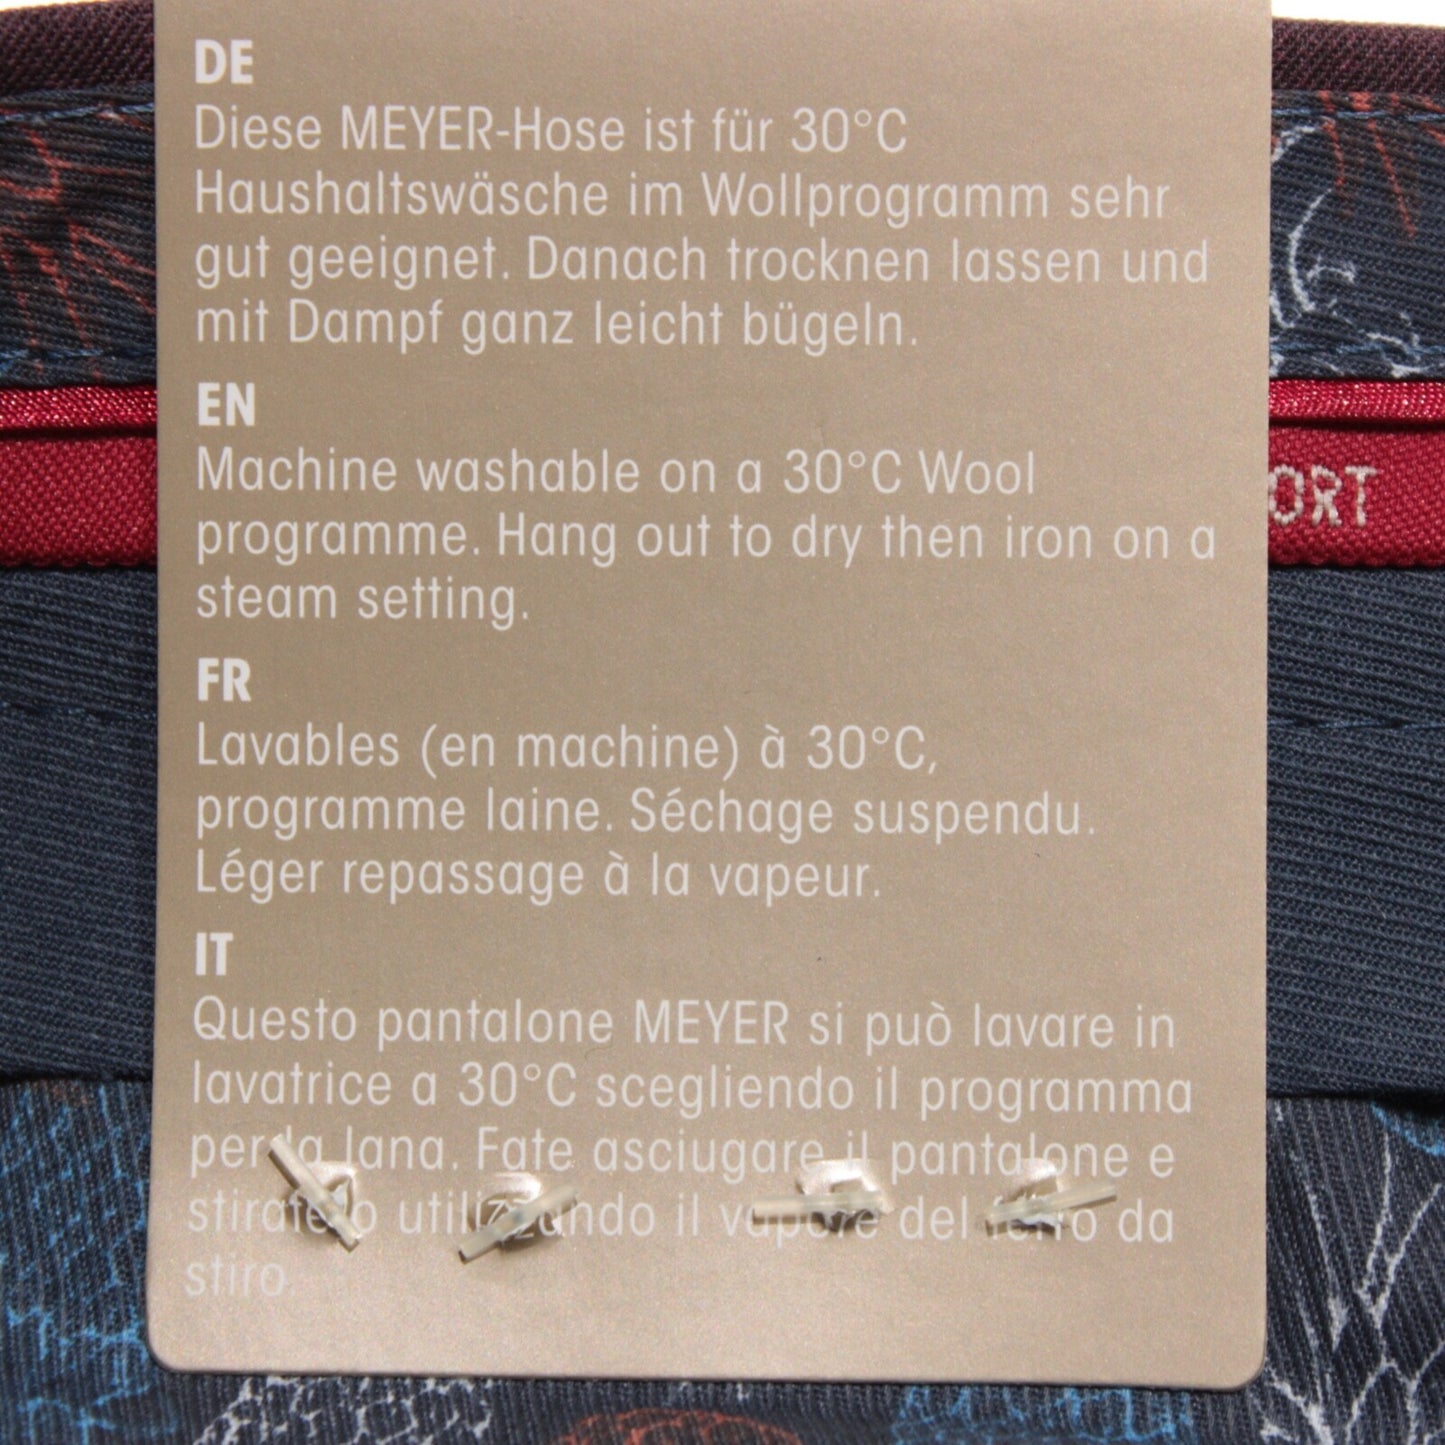 DE
Diese MEYER-Hose ist für 30°C
Haushaltswäsche im Wollprogramm sehr
gut geeignet. Danach trocknen lassen und
mit Dampf ganz leicht bügeln.
EN
Machine washable on a 30°C Wool
programme. Hang out to dry then iron on a
steam setting.
FR
Lavables (en machine) à 30°C,
programme laine. Séchage suspendu.
Léger repassage à la vapeur.
IT
Questo pantalone MEYER si può lavare in
lavatrice a 30°C scegliendo il programma
per la lana. Fate asciugare il pantalone e
stiratelo utilizzando il vapore del ferro da
stiro.
ORT